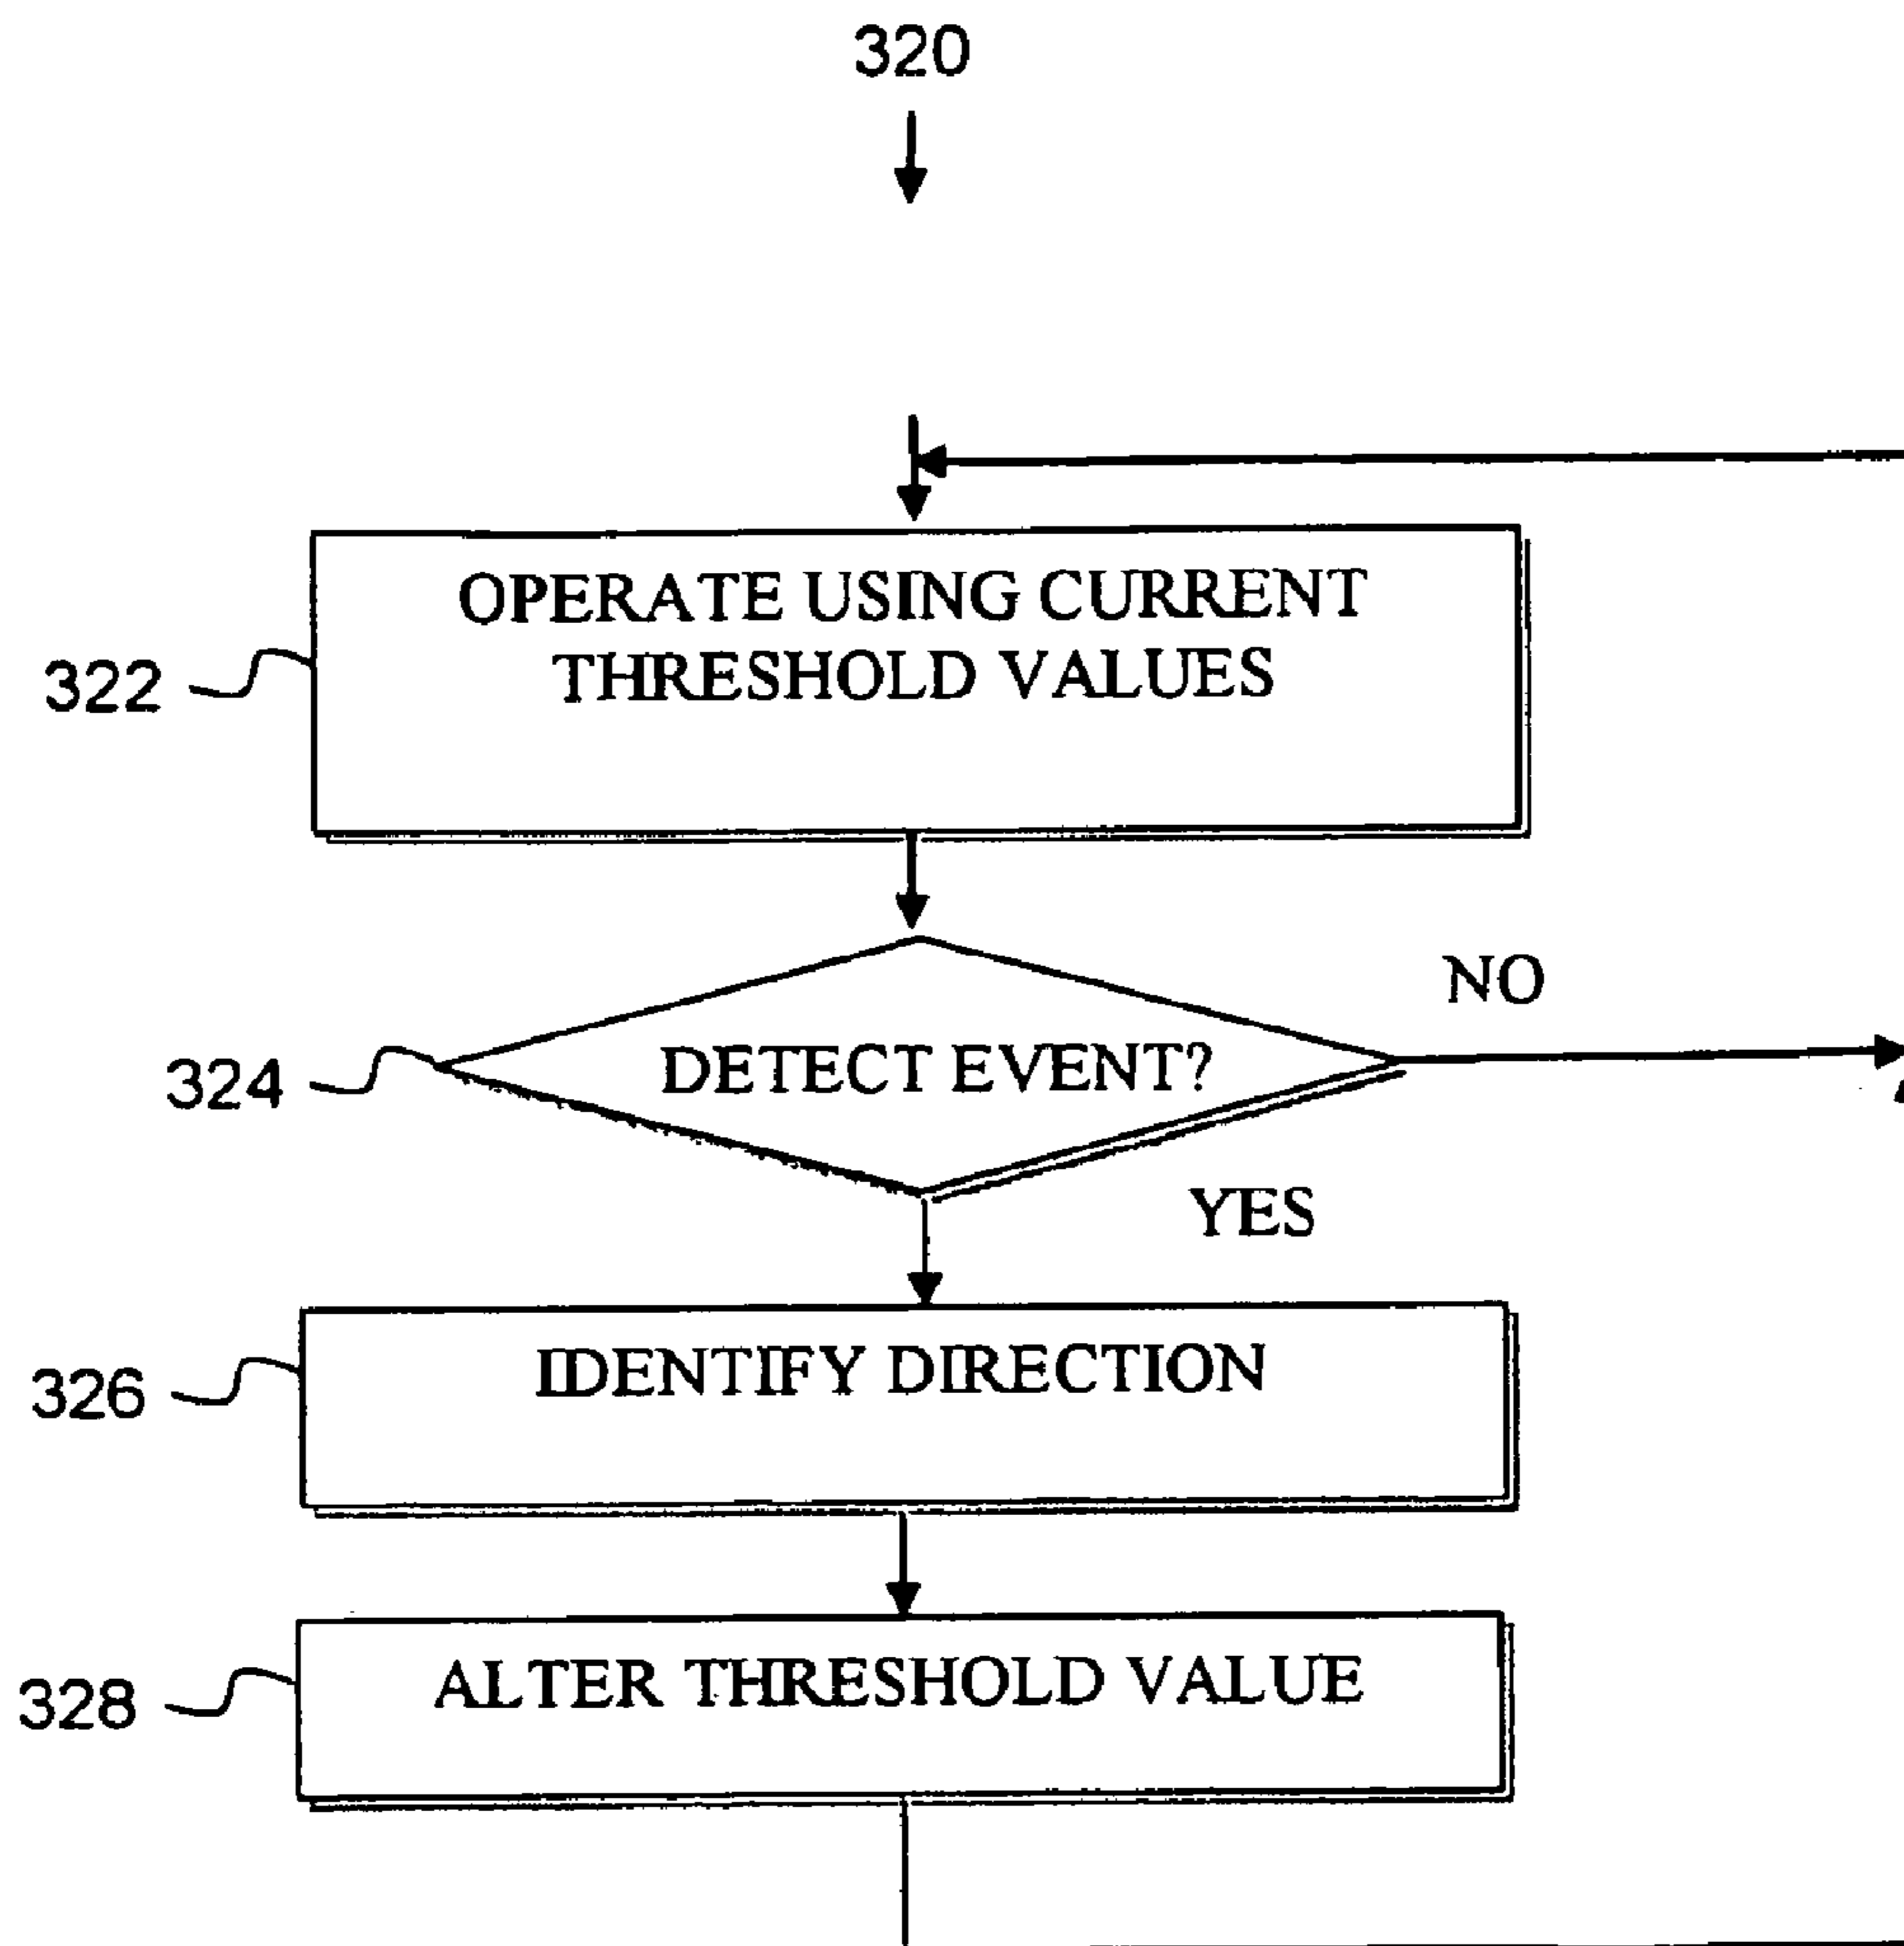 320
OPERATE USING CURRENT
THRESHOLD VALUES
322
NO
DETECT EVENT?
324
YES
IDENTIFY DIRECTION
326
ALTER THRESHOLD VALUE
328